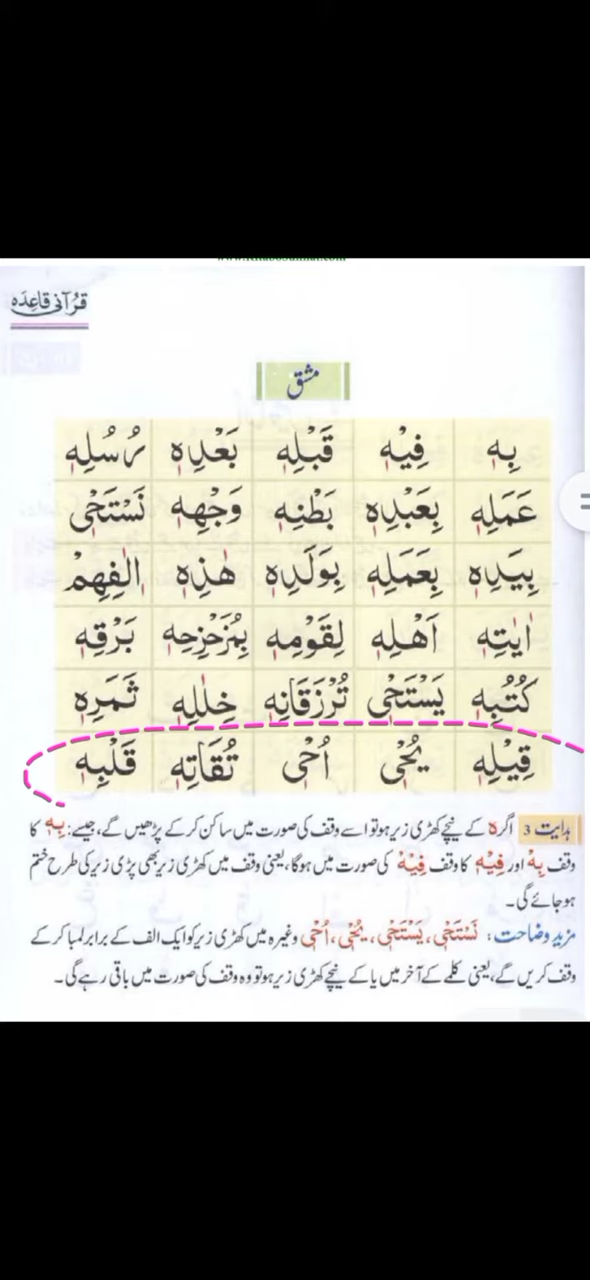 قرآنی قاعدہ
مشق
بِهٖ فِيْهٖ قَبْلِهٖ بَعْدِهٖ رُسُلِهٖ
عَمَلِهٖ بِعَبْدِهٖ بَطْنِهٖ وَجْهِهٖ نَسْتَحْیٖ
بِيَدِهٖ بِعَمَلِهٖ بِوَلَدِهٖ هٰذِهٖ اٖلٰفِهِمْ
اٰيٰتِهٖ اَهْلِهٖ لِقَوْمِهٖ بِمُزَحْزِحِهٖ بَرْقِهٖ
كُتُبِهٖ يَسْتَحْیٖ تُرْزَقَانِهٖ خِلٰلِهٖ ثَمَرِهٖ
قِيْلِهٖ يُحْیٖ اُحْیٖ تُقَاتِهٖ قَلْبِهٖ
ہدایت 3 اگر ہ کے نیچے کھڑی زیر ہو تو اسے وقف کی صورت میں ساکن کر کے پڑھیں گے، جیسے: بِهٖ کا
وقف بِهْ اور فِيْهٖ کا وقف فِيْهْ کی صورت میں ہوگا، یعنی وقف میں کھڑی زیر بھی پڑی زیر کی طرح ختم
ہو جائے گی۔
مزید وضاحت: نَسْتَحْیٖ، يَسْتَحْیٖ، يُحْیٖ، اُحْیٖ وغیرہ میں کھڑی زیر کو ایک الف کے برابر لمبا کر کے
وقف کریں گے، یعنی کلمے کے آخر میں یا کے نیچے کھڑی زیر ہو تو وہ وقف کی صورت میں باقی رہے گی۔